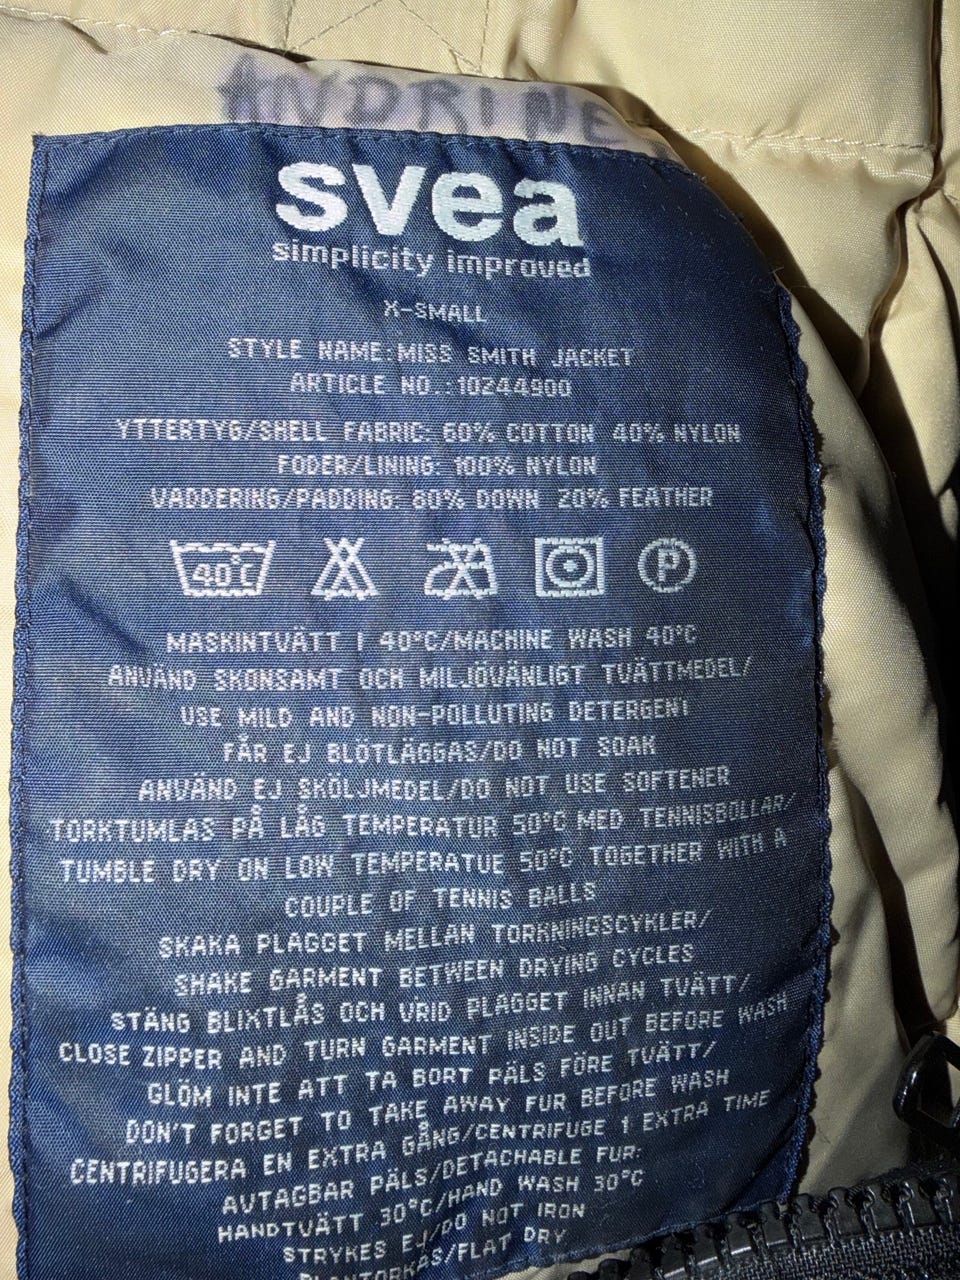 ANDRINE
svea
simplicity improved
X-SMALL
STYLE NAME:MISS SMITH JACKET
ARTICLE NO.:10244900
YTTERTYG/SHELL FABRIC: 60% COTTON 40% NYLON
FODER/LINING: 100% NYLON
VADDERING/PADDING: 80% DOWN 20% FEATHER
40°C P
MASKINTVÄTT I 40°C/MACHINE WASH 40°C
ANVÄND SKONSAMT OCH MILJÖVÄNLIGT TVÄTTMEDEL/
USE MILD AND NON-POLLUTING DETERGENT
FÅR EJ BLÖTLÄGGAS/DO NOT SOAK
ANVÄND EJ SKÖLJMEDEL/DO NOT USE SOFTENER
TORKTUMLAS PÅ LÅG TEMPERATUR 50°C MED TENNISBOLLAR/
TUMBLE DRY ON LOW TEMPERATUE 50°C TOGETHER WITH A
COUPLE OF TENNIS BALLS
SKAKA PLAGGET MELLAN TORKNINGSCYKLER/
SHAKE GARMENT BETWEEN DRYING CYCLES
STÄNG BLIXTLÅS OCH VRID PLAGGET INNAN TVÄTT/
CLOSE ZIPPER AND TURN GARMENT INSIDE OUT BEFORE WASH
GLÖM INTE ATT TA BORT PÄLS FÖRE TVÄTT/
DON'T FORGET TO TAKE AWAY FUR BEFORE WASH
CENTRIFUGERA EN EXTRA GÅNG/CENTRIFUGE 1 EXTRA TIME
AVTAGBAR PÄLS/DETACHABLE FUR:
HANDTVÄTT 30°C/HAND WASH 30°C
STRYKES EJ/DO NOT IRON
PLANTORKAS/FLAT DRY